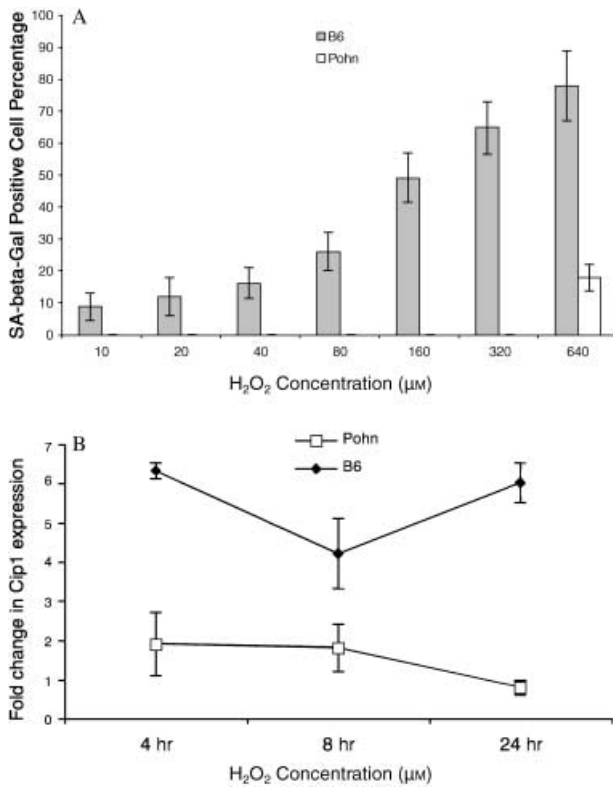 A
B6
Pohn
SA-beta-Gal Positive Cell Percentage
100
90
80
70
60
50
40
30
20
10
0
10 20 40 80 160 320 640
H₂O₂ Concentration (μM)
B
Pohn
B6
Fold change in Cip1 expression
7
6
5
4
3
2
1
0
4 hr 8 hr 24 hr
H₂O₂ Concentration (μM)